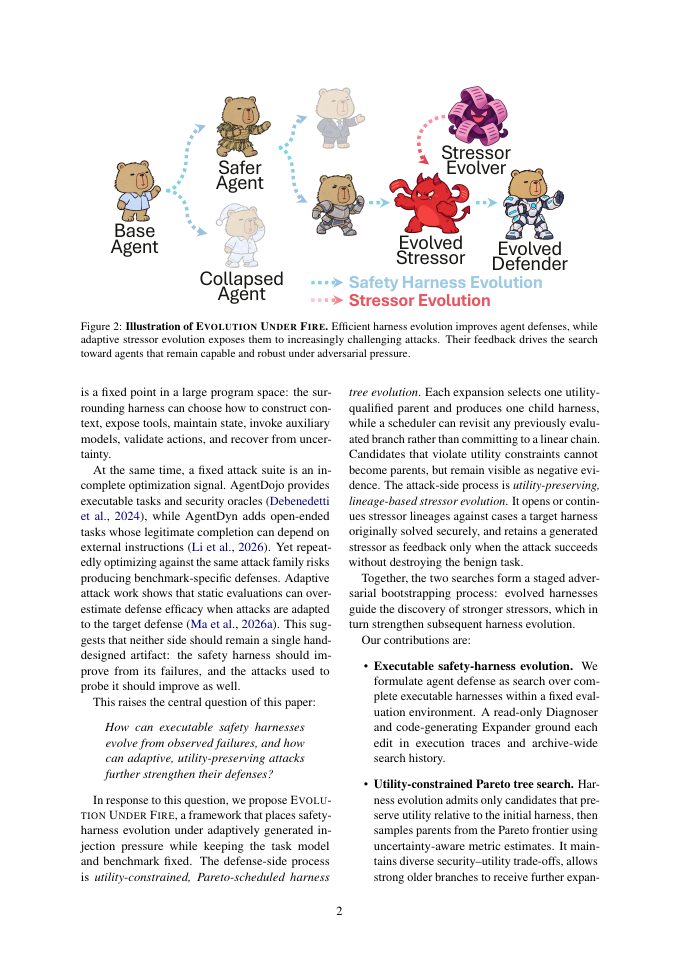 Base
Agent
Safer
Agent
Collapsed
Agent
Stressor
Evolver
Evolved
Stressor
Evolved
Defender
Safety Harness Evolution
Stressor Evolution
Figure 2: Illustration of EVOLUTION UNDER FIRE. Efficient harness evolution improves agent defenses, while
adaptive stressor evolution exposes them to increasingly challenging attacks. Their feedback drives the search
toward agents that remain capable and robust under adversarial pressure.
is a fixed point in a large program space: the sur-
rounding harness can choose how to construct con-
text, expose tools, maintain state, invoke auxiliary
models, validate actions, and recover from uncer-
tainty.
At the same time, a fixed attack suite is an in-
complete optimization signal. AgentDojo provides
executable tasks and security oracles (Debenedetti
et al., 2024), while AgentDyn adds open-ended
tasks whose legitimate completion can depend on
external instructions (Li et al., 2026). Yet repeat-
edly optimizing against the same attack family risks
producing benchmark-specific defenses. Adaptive
attack work shows that static evaluations can over-
estimate defense efficacy when attacks are adapted
to the target defense (Ma et al., 2026a). This sug-
gests that neither side should remain a single hand-
designed artifact: the safety harness should im-
prove from its failures, and the attacks used to
probe it should improve as well.
This raises the central question of this paper:
How can executable safety harnesses
evolve from observed failures, and how
can adaptive, utility-preserving attacks
further strengthen their defenses?
In response to this question, we propose EVOLU-
TION UNDER FIRE, a framework that places safety-
harness evolution under adaptively generated in-
jection pressure while keeping the task model
and benchmark fixed. The defense-side process
is utility-constrained, Pareto-scheduled harness
tree evolution. Each expansion selects one utility-
qualified parent and produces one child harness,
while a scheduler can revisit any previously evalu-
ated branch rather than committing to a linear chain.
Candidates that violate utility constraints cannot
become parents, but remain visible as negative evi-
dence. The attack-side process is utility-preserving,
lineage-based stressor evolution. It opens or contin-
ues stressor lineages against cases a target harness
originally solved securely, and retains a generated
stressor as feedback only when the attack succeeds
without destroying the benign task.
Together, the two searches form a staged adver-
sarial bootstrapping process: evolved harnesses
guide the discovery of stronger stressors, which in
turn strengthen subsequent harness evolution.
Our contributions are:
• Executable safety-harness evolution. We
formulate agent defense as search over com-
plete executable harnesses within a fixed eval-
uation environment. A read-only Diagnoser
and code-generating Expander ground each
edit in execution traces and archive-wide
search history.
• Utility-constrained Pareto tree search. Har-
ness evolution admits only candidates that pre-
serve utility relative to the initial harness, then
samples parents from the Pareto frontier using
uncertainty-aware metric estimates. It main-
tains diverse security–utility trade-offs, allows
strong older branches to receive further expan-
2